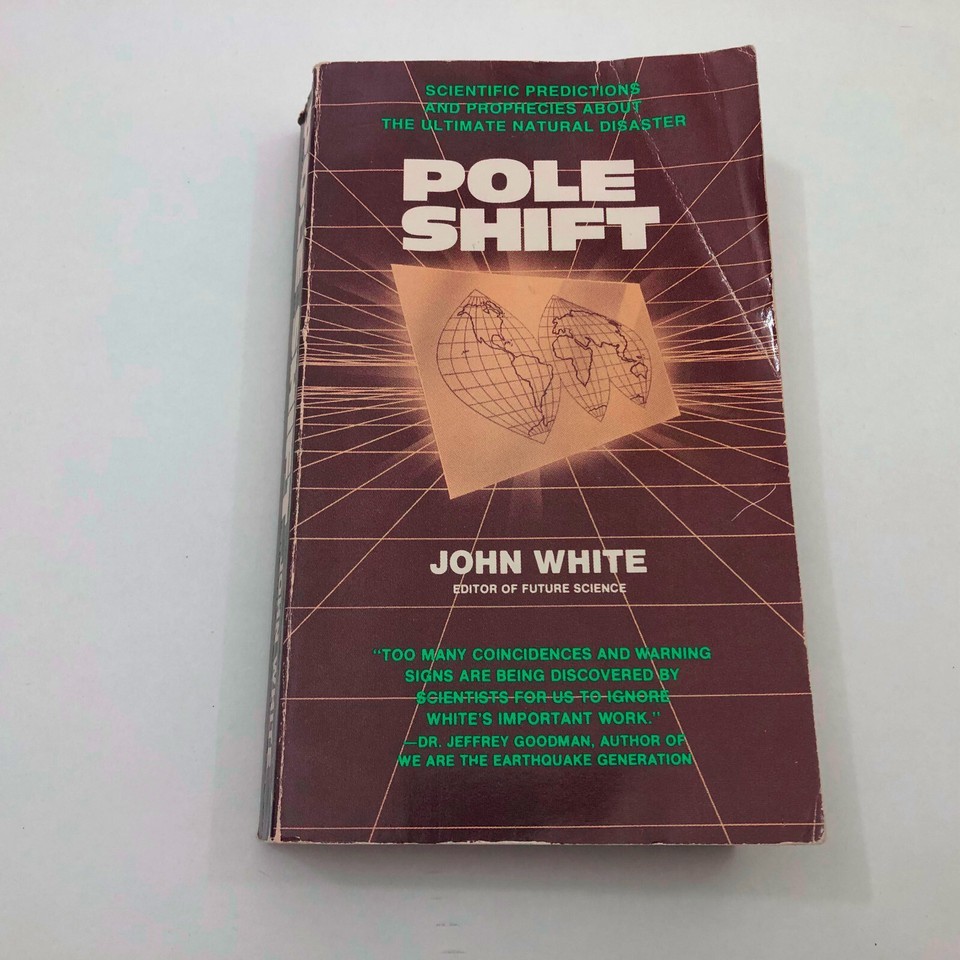 SCIENTIFIC PREDICTIONS
AND PROPHECIES ABOUT
THE ULTIMATE NATURAL DISASTER
POLE
SHIFT
JOHN WHITE
EDITOR OF FUTURE SCIENCE
"TOO MANY COINCIDENCES AND WARNING
SIGNS ARE BEING DISCOVERED BY
SCIENTISTS FOR US TO IGNORE
WHITE'S IMPORTANT WORK."
—DR. JEFFREY GOODMAN, AUTHOR OF
WE ARE THE EARTHQUAKE GENERATION
JOHN WHITE